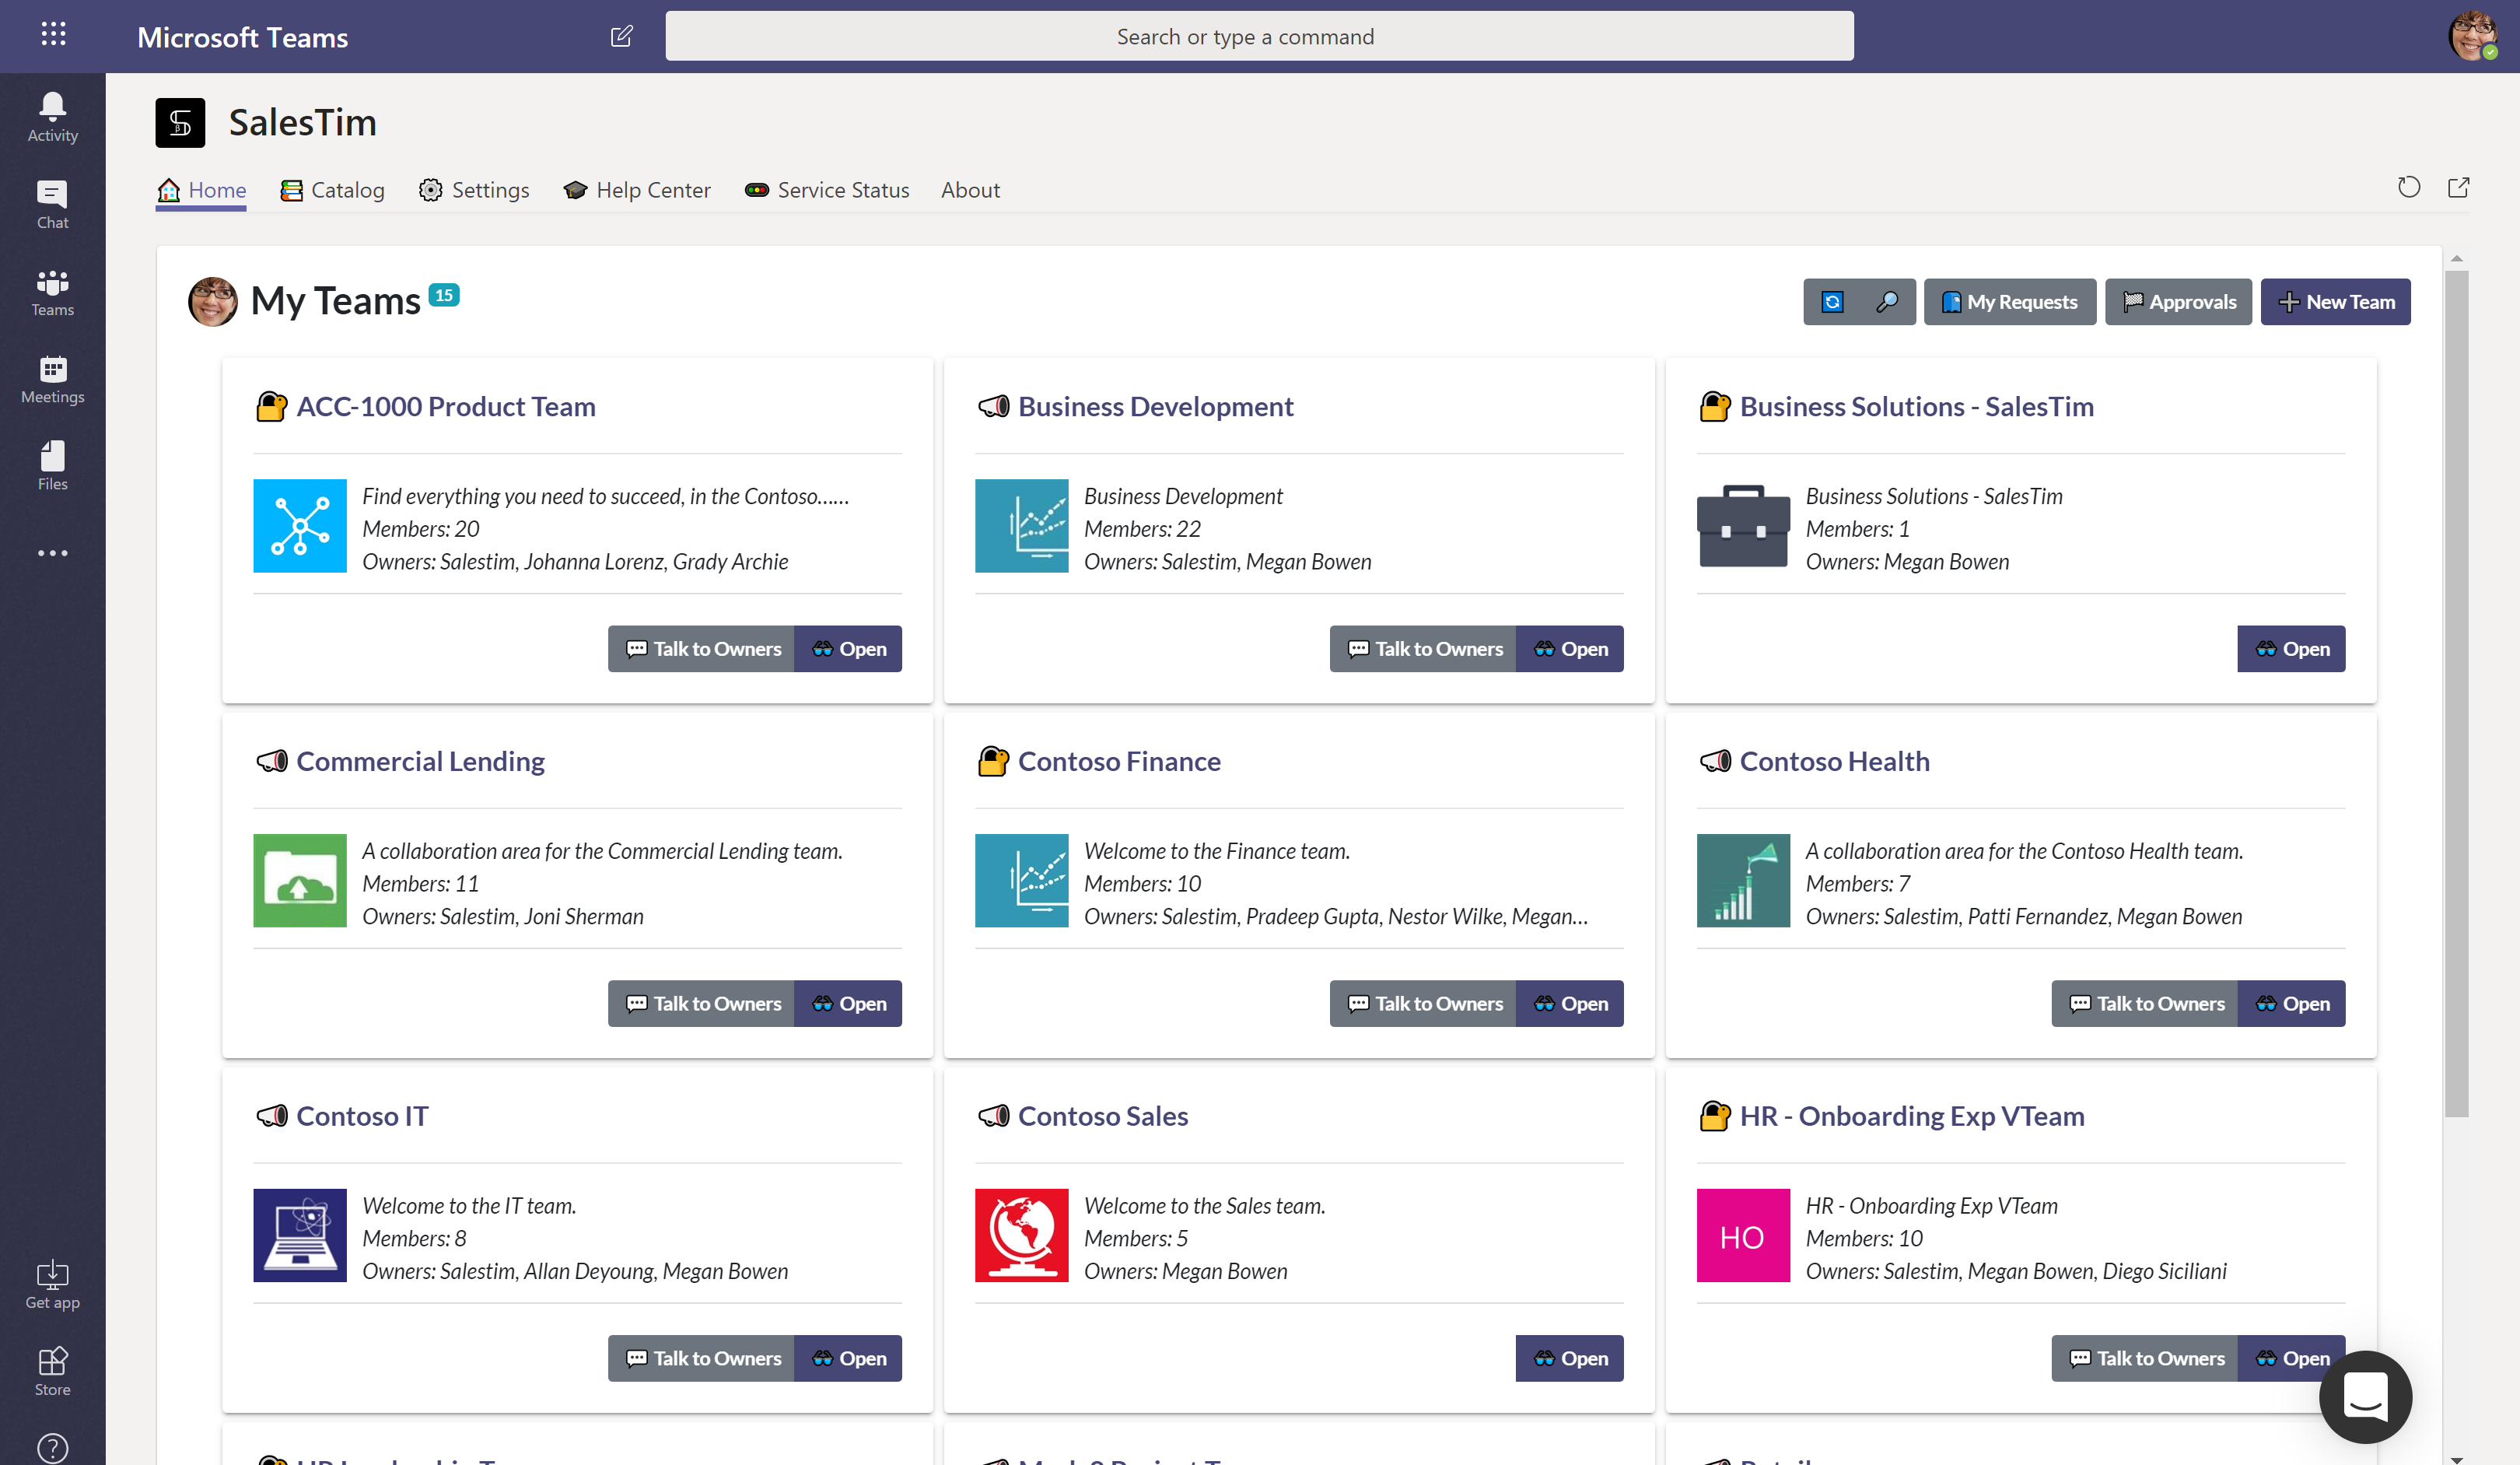 Microsoft Teams
Search or type a command
Activity
Chat
Teams
Meetings
Files
Get app
Store
SalesTim
Home Catalog Settings Help Center Service Status About
My Teams 15
My Requests Approvals New Team
ACC-1000 Product Team
Find everything you need to succeed, in the Contoso......
Members: 20
Owners: Salestim, Johanna Lorenz, Grady Archie
Talk to Owners Open
Business Development
Business Development
Members: 22
Owners: Salestim, Megan Bowen
Talk to Owners Open
Business Solutions - SalesTim
Business Solutions - SalesTim
Members: 1
Owners: Megan Bowen
Open
Commercial Lending
A collaboration area for the Commercial Lending team.
Members: 11
Owners: Salestim, Joni Sherman
Talk to Owners Open
Contoso Finance
Welcome to the Finance team.
Members: 10
Owners: Salestim, Pradeep Gupta, Nestor Wilke, Megan...
Talk to Owners Open
Contoso Health
A collaboration area for the Contoso Health team.
Members: 7
Owners: Salestim, Patti Fernandez, Megan Bowen
Talk to Owners Open
Contoso IT
Welcome to the IT team.
Members: 8
Owners: Salestim, Allan Deyoung, Megan Bowen
Talk to Owners Open
Contoso Sales
Welcome to the Sales team.
Members: 5
Owners: Megan Bowen
Open
HR - Onboarding Exp VTeam
HO
HR - Onboarding Exp VTeam
Members: 10
Owners: Salestim, Megan Bowen, Diego Siciliani
Talk to Owners Open